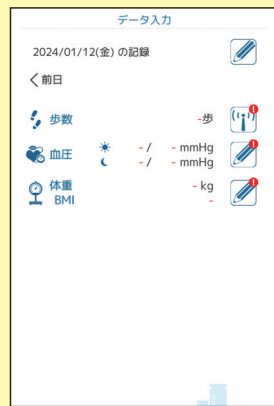 データ入力
2024/01/12(金) の記録
く前日
歩数 -歩
血圧 - / - mmHg
- / - mmHg
体重 - kg
BMI -